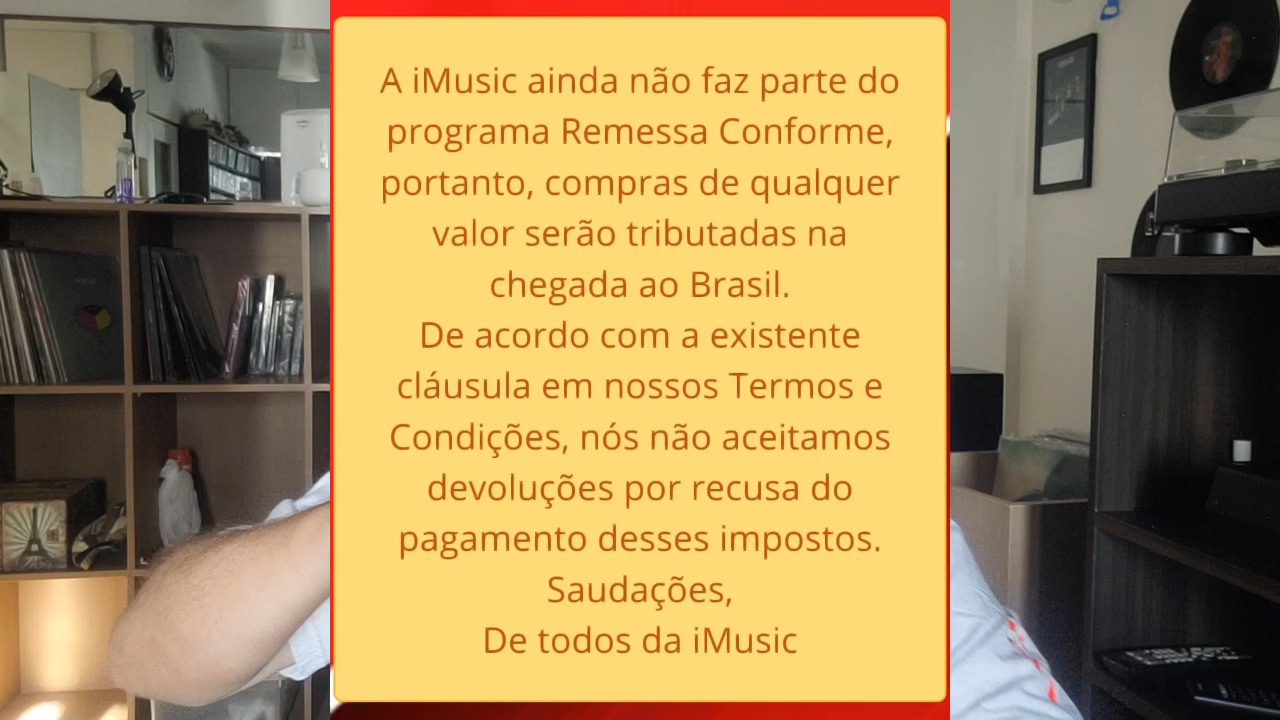 A iMusic ainda não faz parte do
programa Remessa Conforme,
portanto, compras de qualquer
valor serão tributadas na
chegada ao Brasil.
De acordo com a existente
cláusula em nossos Termos e
Condições, nós não aceitamos
devoluções por recusa do
pagamento desses impostos.
Saudações,
De todos da iMusic